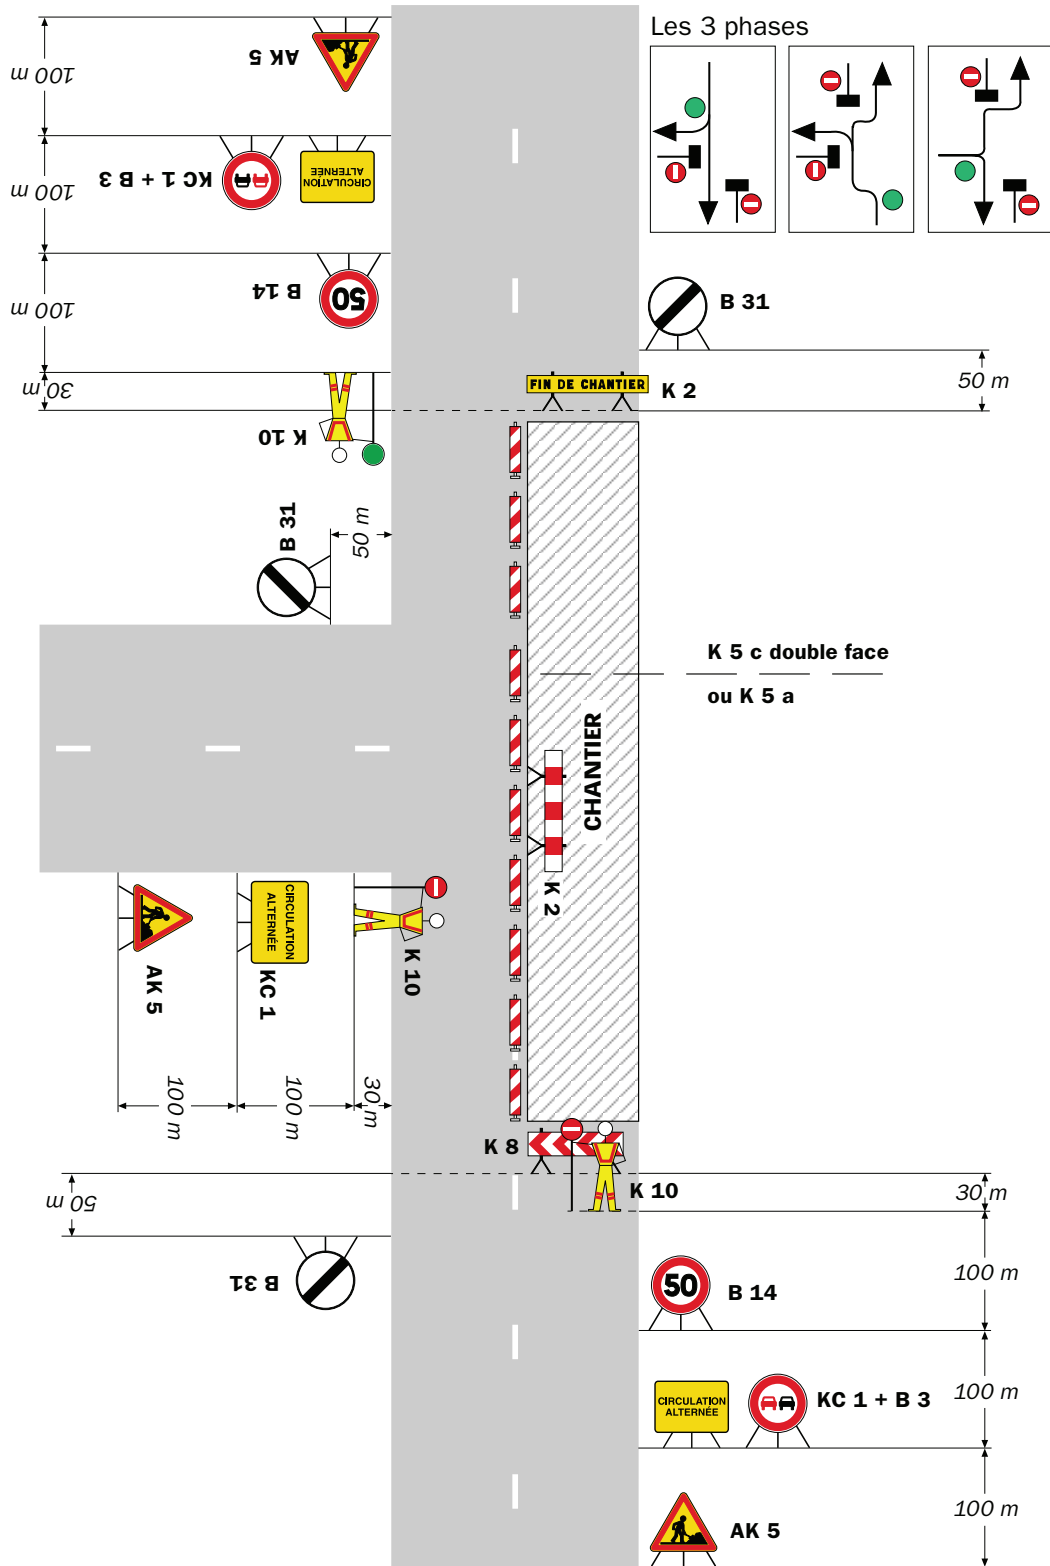 Les 3 phases
100 m
AK 5
100 m
KC 1 + B 3
CIRCULATION
ALTERNÉE
100 m
B 14
50
B 31
30 m
K 10
FIN DE CHANTIER
K 2
50 m
B 31
50 m
K 5 c double face
ou K 5 a
CHANTIER
K 2
AK 5
CIRCULATION
ALTERNÉE
KC 1
K 10
100 m
100 m
30 m
K 8
K 10
30 m
50 m
B 31
50
B 14
100 m
CIRCULATION
ALTERNÉE
KC 1 + B 3
100 m
AK 5
100 m